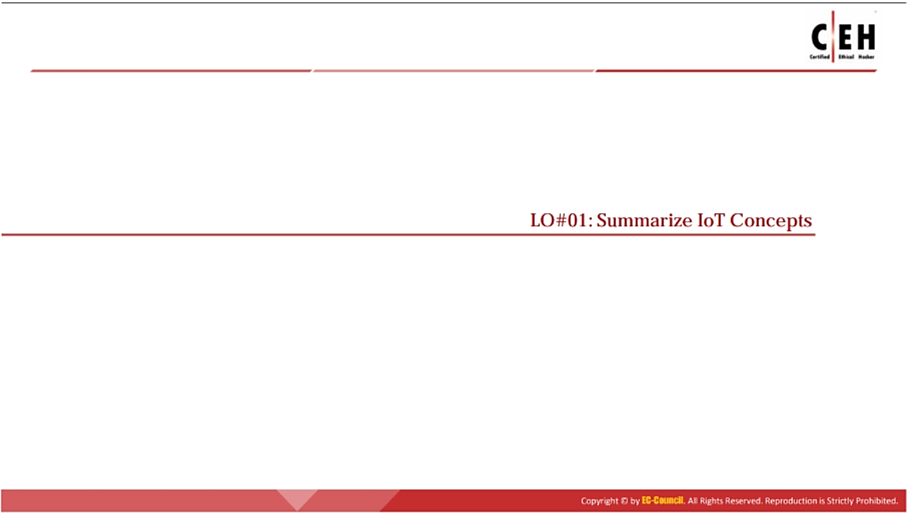 C|EH
Certified Ethical Hacker
LO#01: Summarize IoT Concepts
Copyright © by EC-Council. All Rights Reserved. Reproduction is Strictly Prohibited.